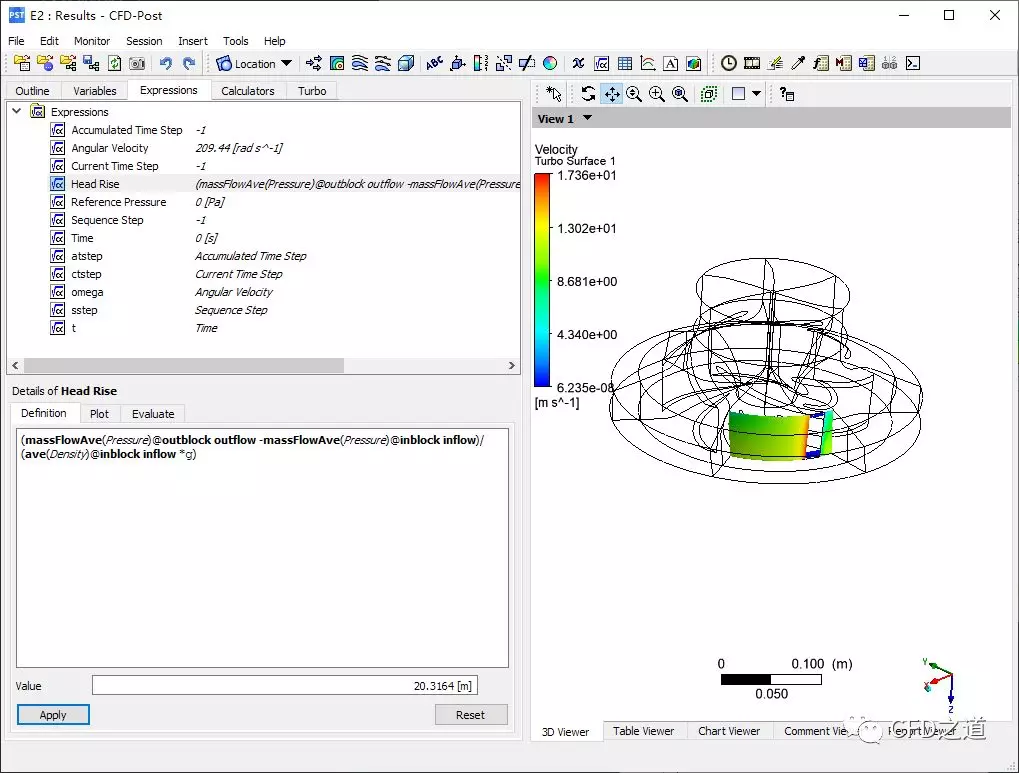 E2 : Results - CFD-Post
File Edit Monitor Session Insert Tools Help
Location
Outline Variables Expressions Calculators Turbo
Expressions
Accumulated Time Step -1
Angular Velocity 209.44 [rad s^-1]
Current Time Step -1
Head Rise (massFlowAve(Pressure)@outblock outflow -massFlowAve(Pressure
Reference Pressure 0 [Pa]
Sequence Step -1
Time 0 [s]
atstep Accumulated Time Step
ctstep Current Time Step
omega Angular Velocity
sstep Sequence Step
t Time
Details of Head Rise
Definition Plot Evaluate
(massFlowAve(Pressure)@outblock outflow -massFlowAve(Pressure)@inblock inflow)/
(ave(Density)@inblock inflow *g)
Value 20.3164 [m]
Apply Reset
View 1
Velocity
Turbo Surface 1
1.736e+01
1.302e+01
8.681e+00
4.340e+00
6.235e-08
[m s^-1]
0 0.100 (m)
0.050
Y
X
Z
3D Viewer Table Viewer Chart Viewer Comment Viewer Report Viewer
CFD之道